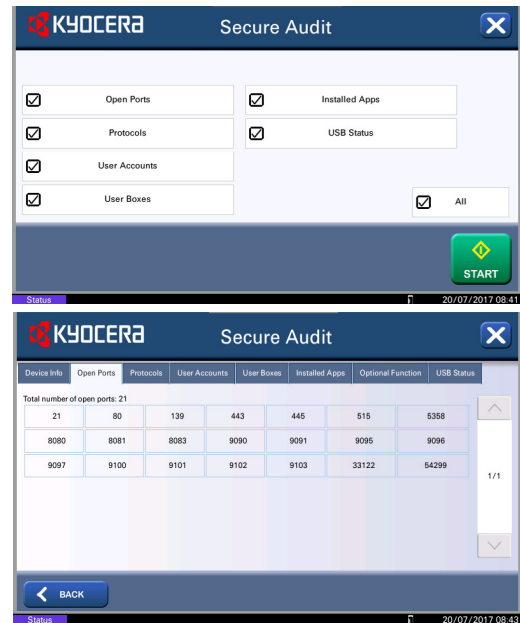 KYOCERA Secure Audit
Open Ports Installed Apps
Protocols USB Status
User Accounts
User Boxes All
START
Status 20/07/2017 08:41
KYOCERA Secure Audit
Device Info Open Ports Protocols User Accounts User Boxes Installed Apps Optional Function USB Status
Total number of open ports: 21
21 80 139 443 445 515 5358
8080 8081 8083 9090 9091 9095 9096
9097 9100 9101 9102 9103 33122 54299
1/1
BACK
Status 20/07/2017 08:43